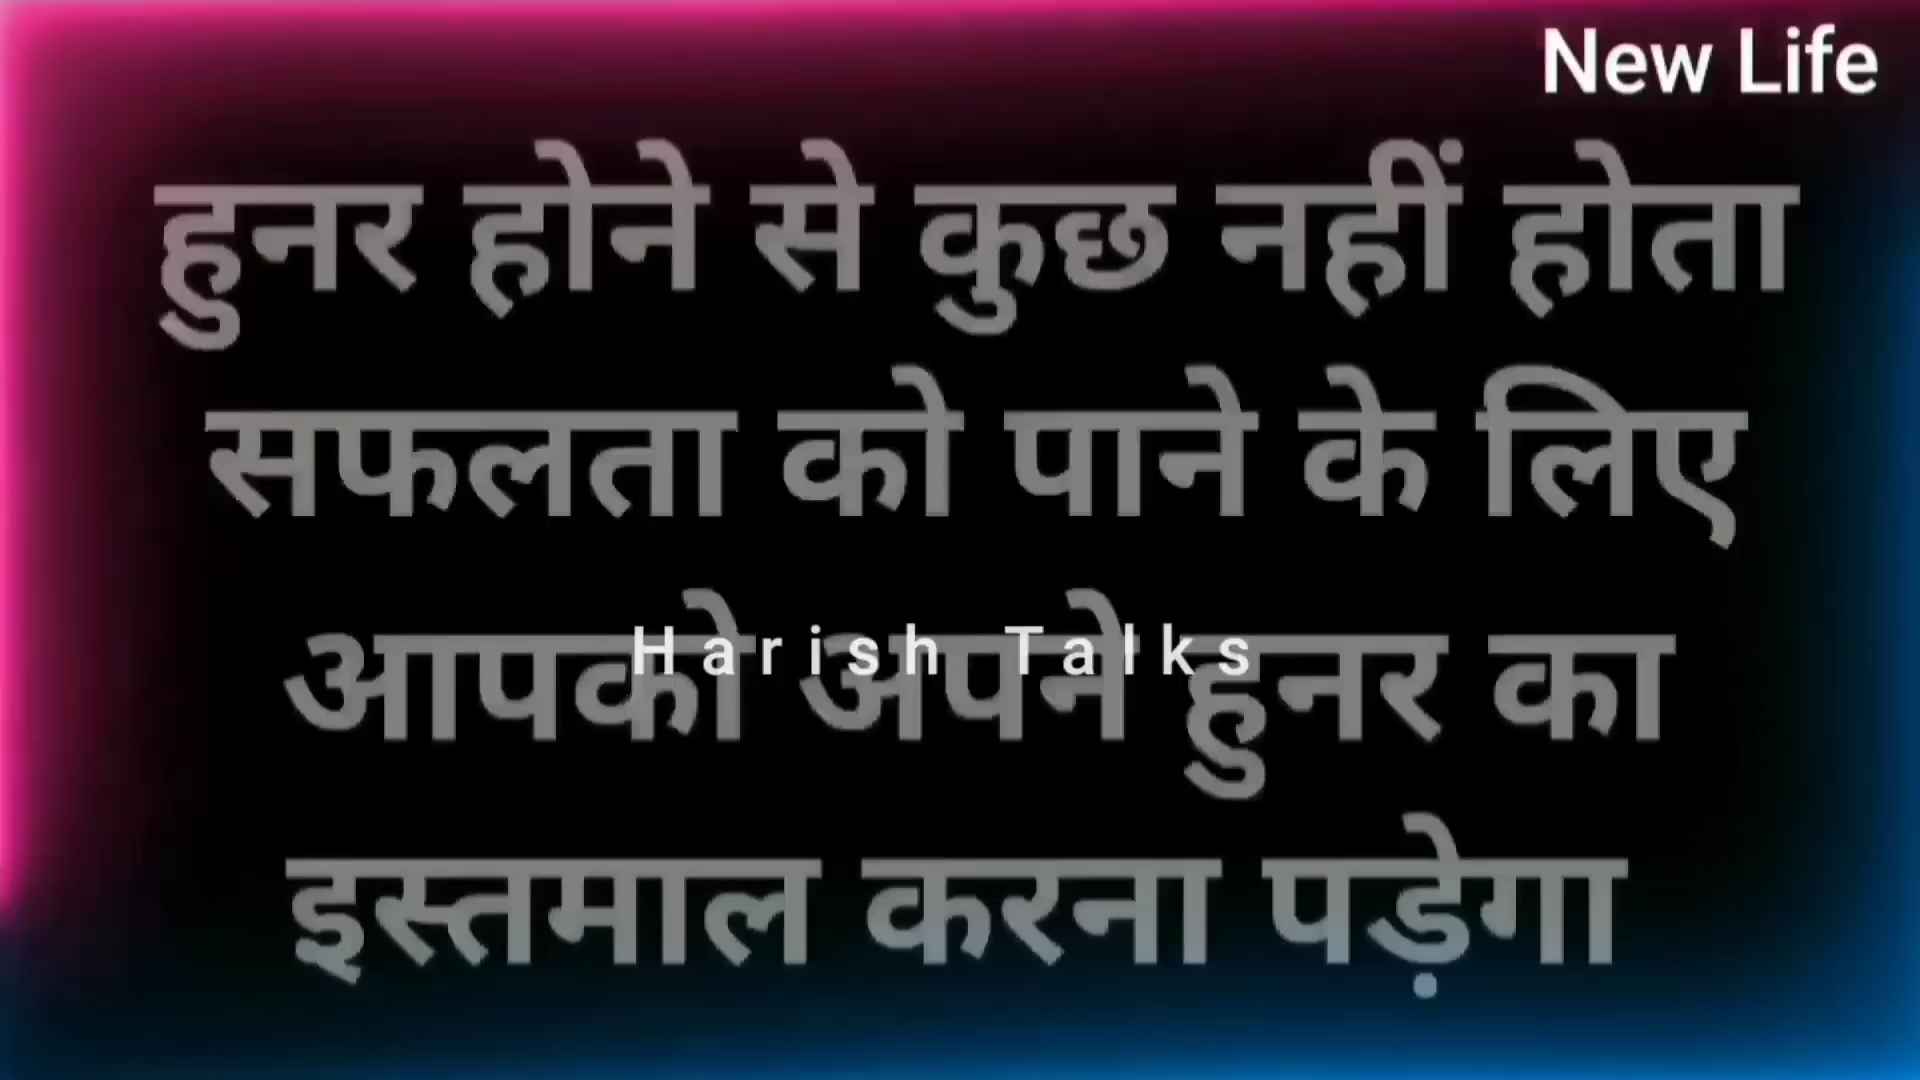 New Life
हुनर होने से कुछ नहीं होता
सफलता को पाने के लिए
आपको अपने हुनर का
Harish Talks
इस्तमाल करना पड़ेगा